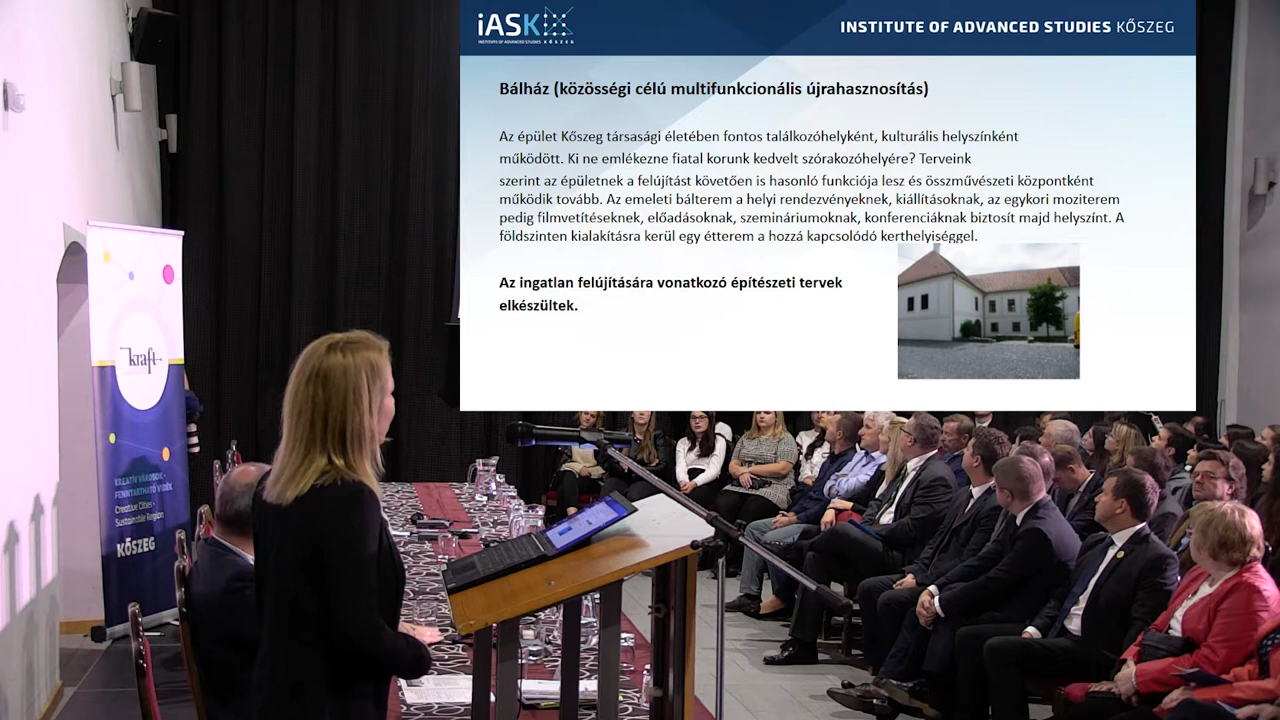 iASK
INSTITUTE OF ADVANCED STUDIES KŐSZEG
INSTITUTE OF ADVANCED STUDIES KŐSZEG
Bálház (közösségi célú multifunkcionális újrahasznosítás)
Az épület Kőszeg társasági életében fontos találkozóhelyként, kulturális helyszínként
működött. Ki ne emlékezne fiatal korunk kedvelt szórakozóhelyére? Terveink
szerint az épületnek a felújítást követően is hasonló funkciója lesz és összművészeti központként
működik tovább. Az emeleti bálterem a helyi rendezvényeknek, kiállításoknak, az egykori moziterem
pedig filmvetítéseknek, előadásoknak, szemináriumoknak, konferenciáknak biztosít majd helyszínt. A
földszinten kialakításra kerül egy étterem a hozzá kapcsolódó kerthelyiséggel.
Az ingatlan felújítására vonatkozó építészeti tervek
elkészültek.
kraft
KREATÍV VÁROSOK -
FENNTARTHATÓ VIDÉK
Creative Cities -
Sustainable Region
KŐSZEG